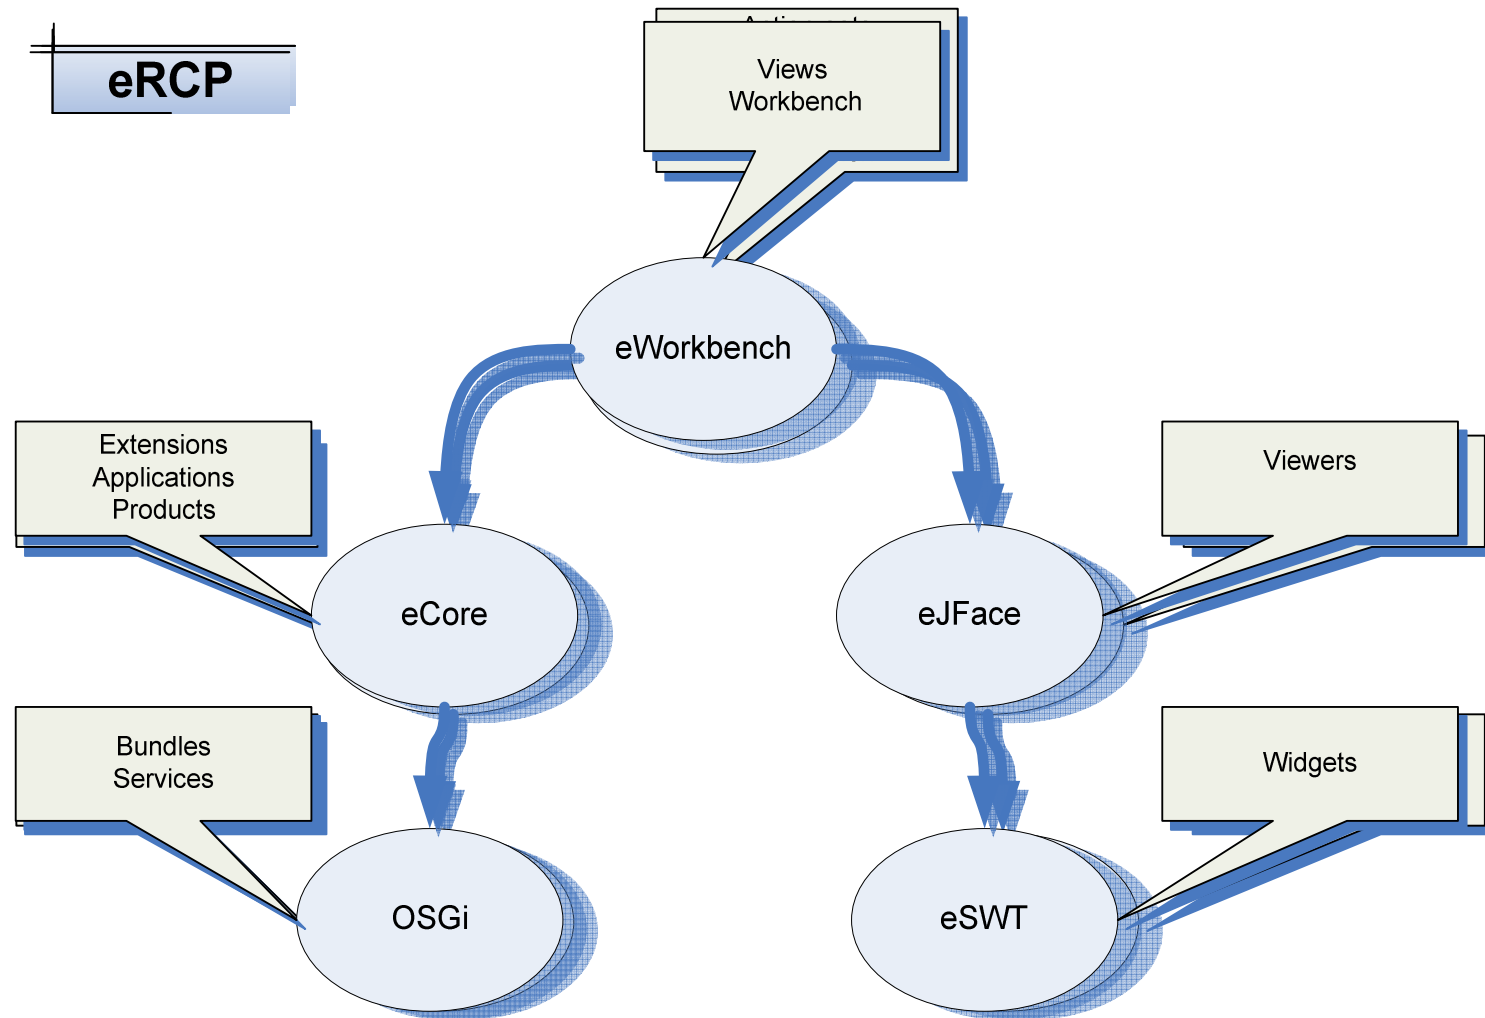 eRCP
Views
Workbench
eWorkbench
Extensions
Applications
Products
Viewers
eCore
eJFace
Bundles
Services
Widgets
OSGi
eSWT